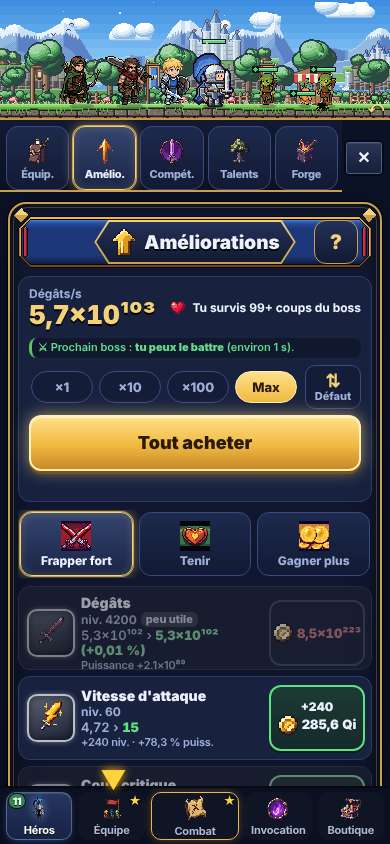 Équip.
Amélio.
Compét.
Talents
Forge
×
Améliorations
?
Dégâts/s
5,7×10¹⁰³
Tu survis 99+ coups du boss
⚔ Prochain boss : tu peux le battre (environ 1 s).
×1
×10
×100
Max
⇅
Défaut
Tout acheter
Frapper fort
Tenir
Gagner plus
Dégâts
niv. 4200 peu utile
5,3×10¹⁰² › 5,3×10¹⁰²
(+0,01 %)
Puissance +2.1×10⁸⁹
8,5×10²²³
Vitesse d'attaque
niv. 60
4,72 › 15
+240 niv. · +78,3 % puiss.
+240
285,6 Qi
Coup critique
11
Héros
Équipe
Combat
Invocation
Boutique